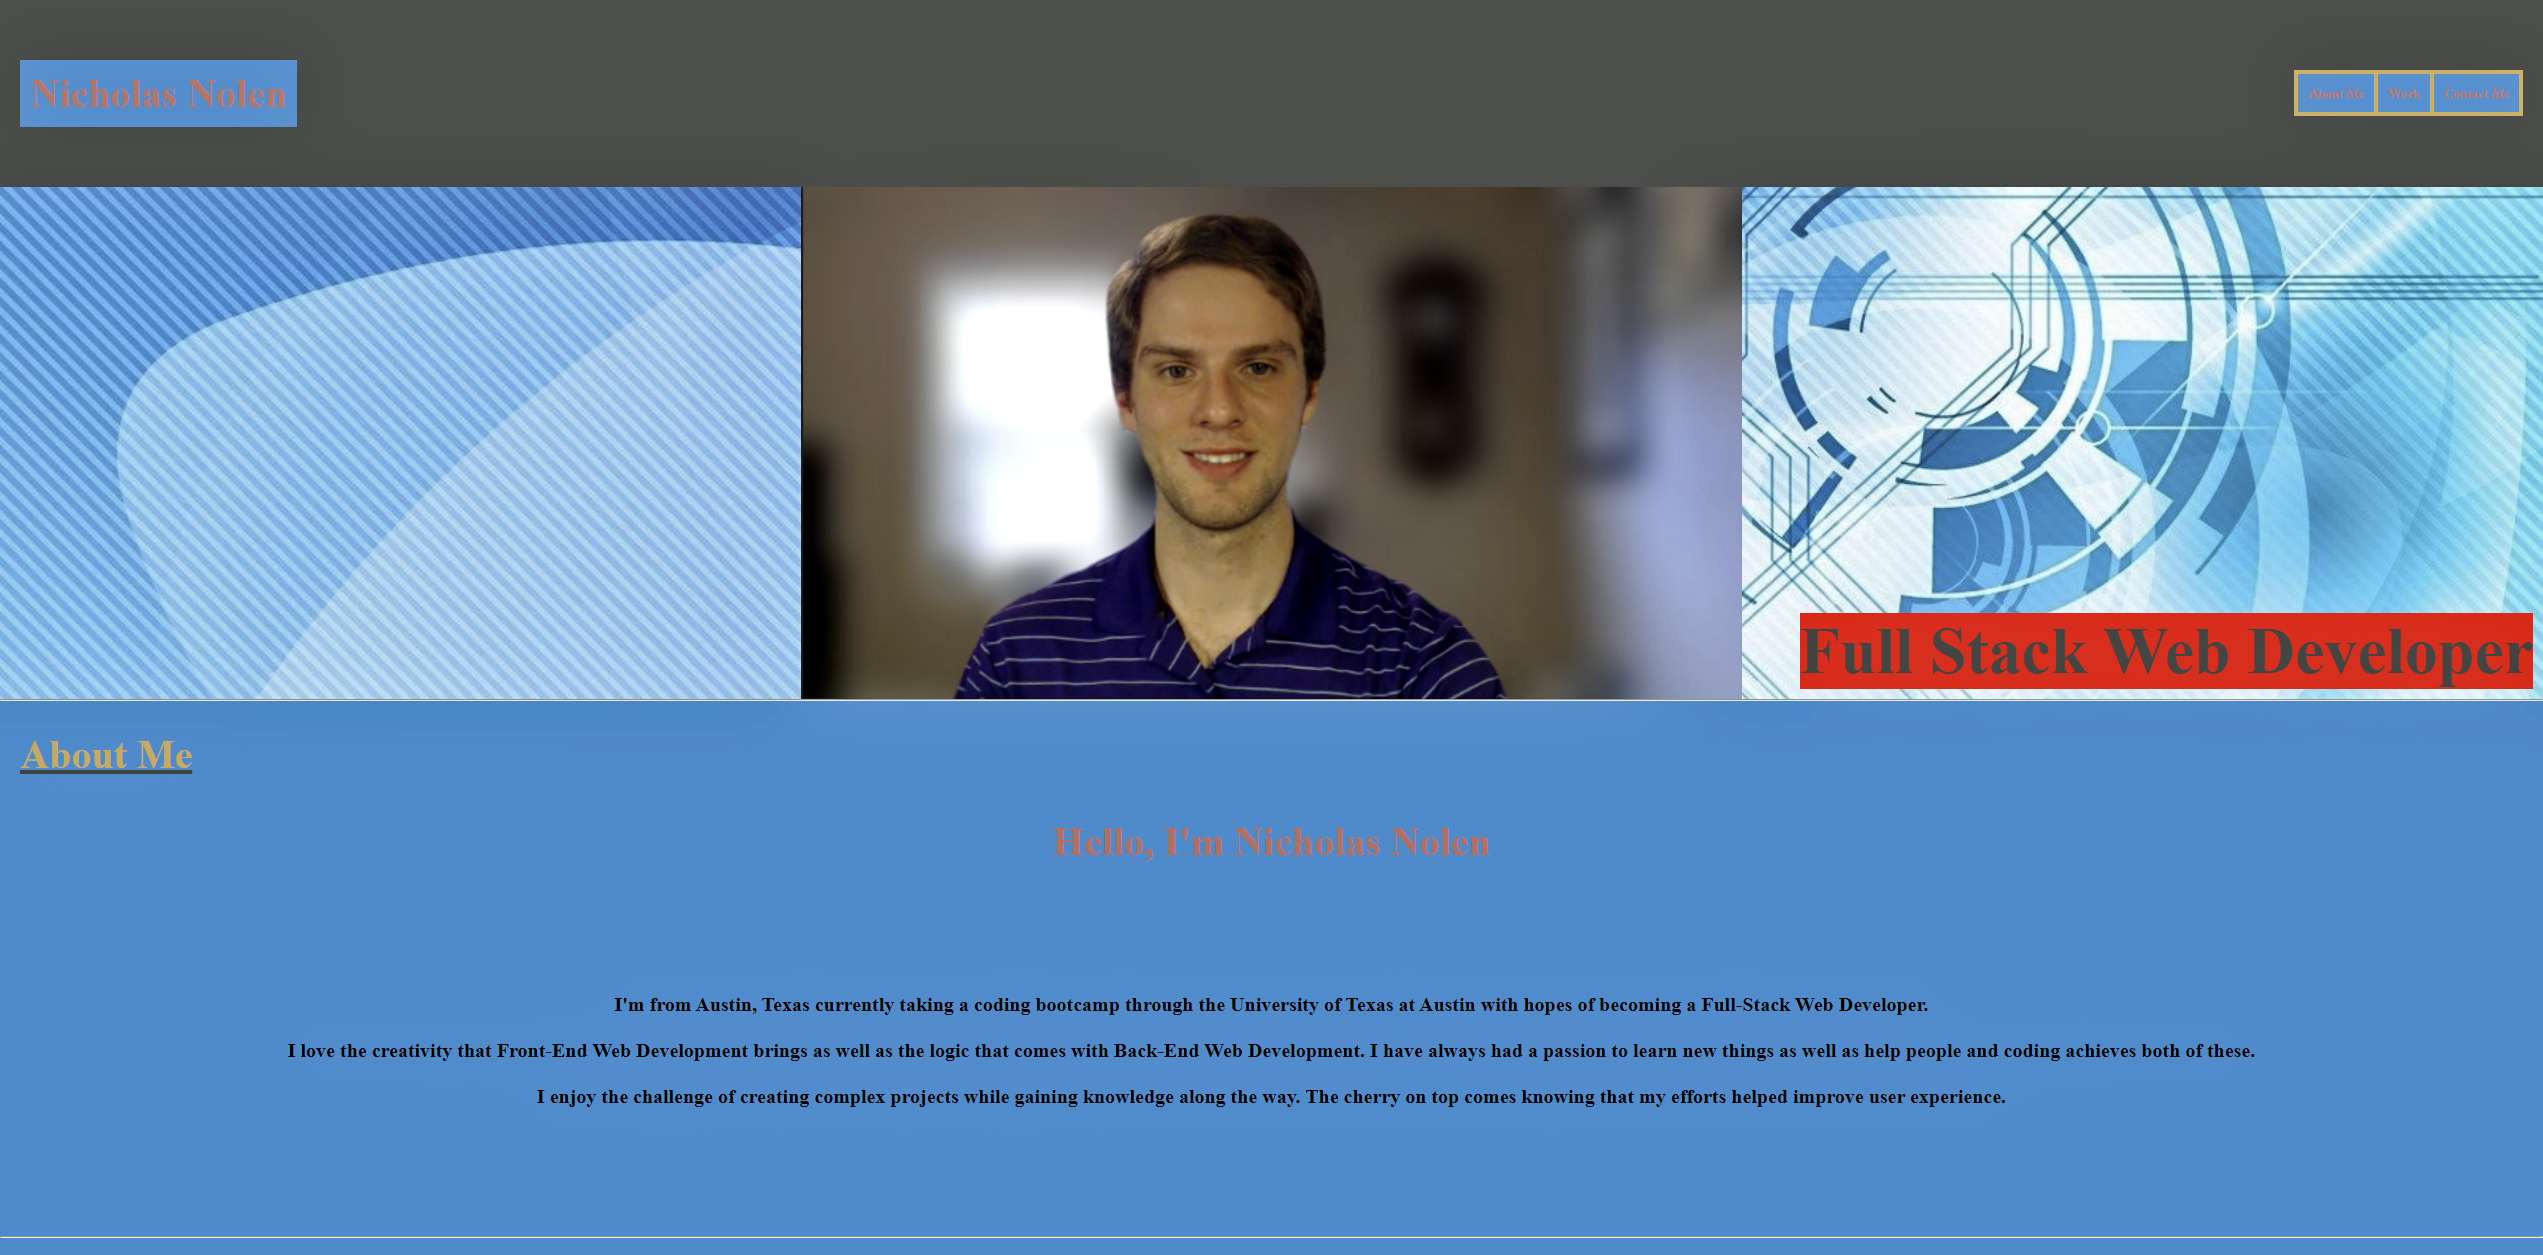 Nicholas Nolen
About Me Work Contact Me
Full Stack Web Developer
About Me
Hello, I'm Nicholas Nolen
I'm from Austin, Texas currently taking a coding bootcamp through the University of Texas at Austin with hopes of becoming a Full-Stack Web Developer.
I love the creativity that Front-End Web Development brings as well as the logic that comes with Back-End Web Development. I have always had a passion to learn new things as well as help people and coding achieves both of these.
I enjoy the challenge of creating complex projects while gaining knowledge along the way. The cherry on top comes knowing that my efforts helped improve user experience.